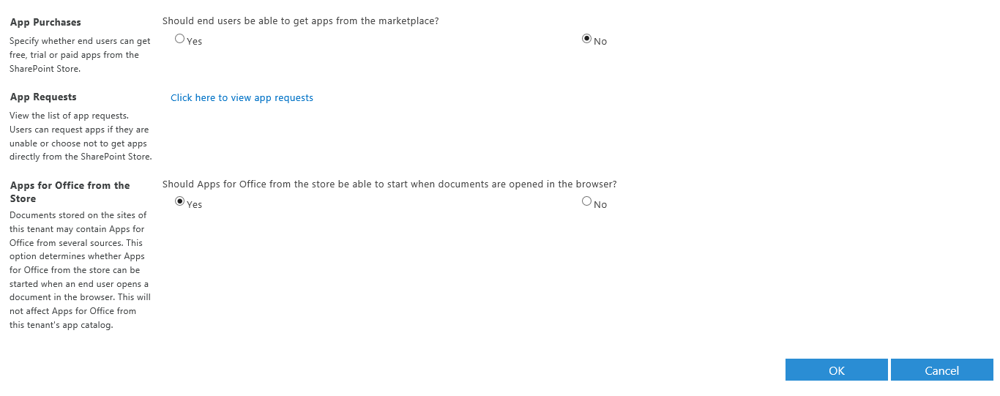 App Purchases
Specify whether end users can get
free, trial or paid apps from the
SharePoint Store.
Should end users be able to get apps from the marketplace?
Yes
No
App Requests
View the list of app requests.
Users can request apps if they are
unable or choose not to get apps
directly from the SharePoint Store.
Click here to view app requests
Apps for Office from the
Store
Documents stored on the sites of
this tenant may contain Apps for
Office from several sources. This
option determines whether Apps
for Office from the store can be
started when an end user opens a
document in the browser. This will
not affect Apps for Office from
this tenant's app catalog.
Should Apps for Office from the store be able to start when documents are opened in the browser?
Yes
No
OK
Cancel